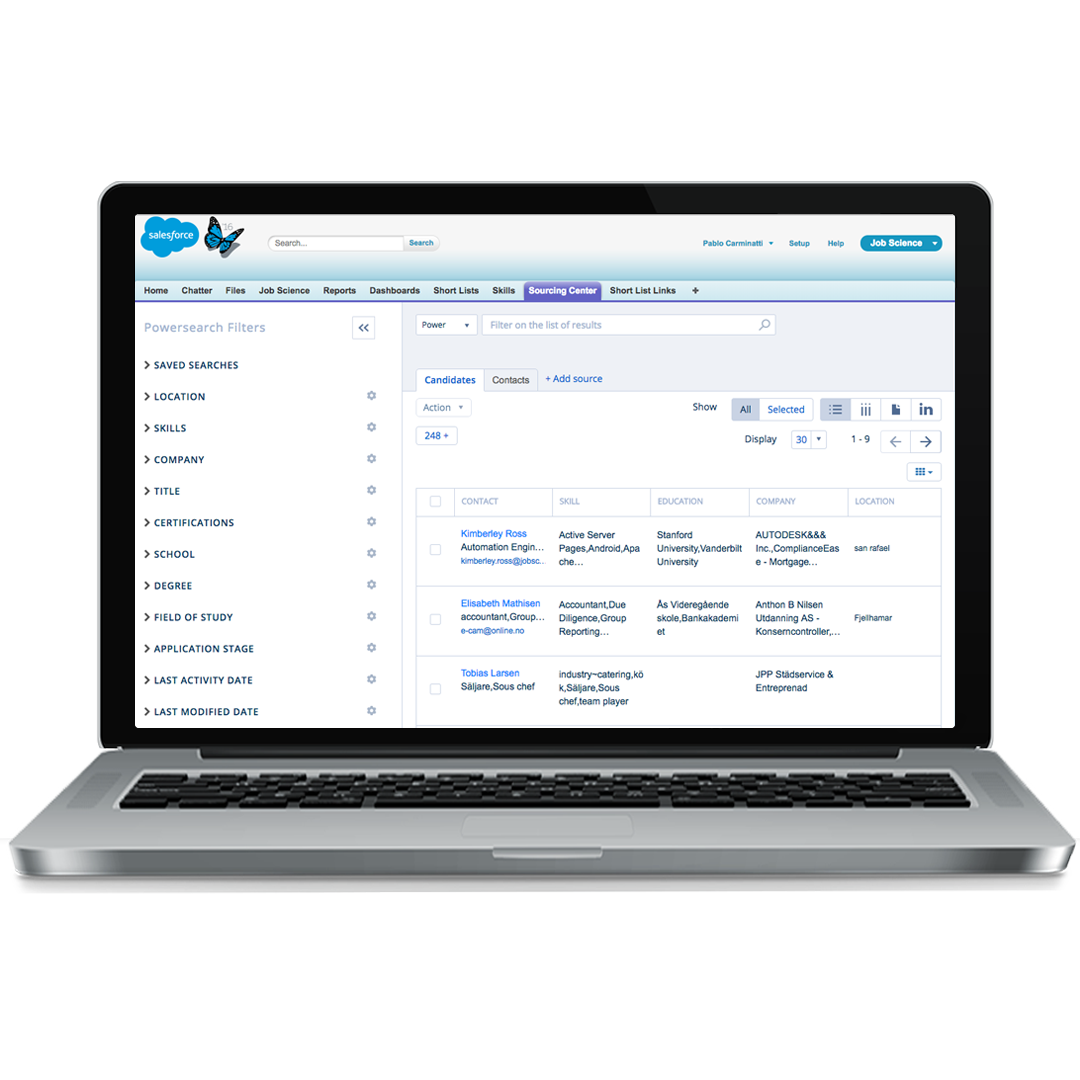 salesforce
16
Search...
Search
Pablo Carminatti
Setup
Help
Job Science
Home
Chatter
Files
Job Science
Reports
Dashboards
Short Lists
Skills
Sourcing Center
Short List Links
+
Powersearch Filters
SAVED SEARCHES
LOCATION
SKILLS
COMPANY
TITLE
CERTIFICATIONS
SCHOOL
DEGREE
FIELD OF STUDY
APPLICATION STAGE
LAST ACTIVITY DATE
LAST MODIFIED DATE
Power
Filter on the list of results
Candidates
Contacts
+ Add source
Action
Show
All
Selected
in
248 +
Display
30
1 - 9
CONTACT
SKILL
EDUCATION
COMPANY
LOCATION
Kimberley Ross
Automation Engin...
kimberley.ross@jobsc..
Active Server
Pages,Android,Apa
che...
Stanford
University,Vanderbilt
University
AUTODESK&&&
Inc.,ComplianceEas
e - Mortgage...
san rafael
Elisabeth Mathisen
accountant,Group...
e-cam@online.no
Accountant,Due
Diligence,Group
Reporting...
Ås Videregående
skole,Bankakademi
et
Anthon B Nilsen
Utdanning AS -
Konserncontroller,...
Fjellhamar
Tobias Larsen
Säljare,Sous chef
industry~catering,kö
k,Säljare,Sous
chef,team player
JPP Städservice &
Entreprenad